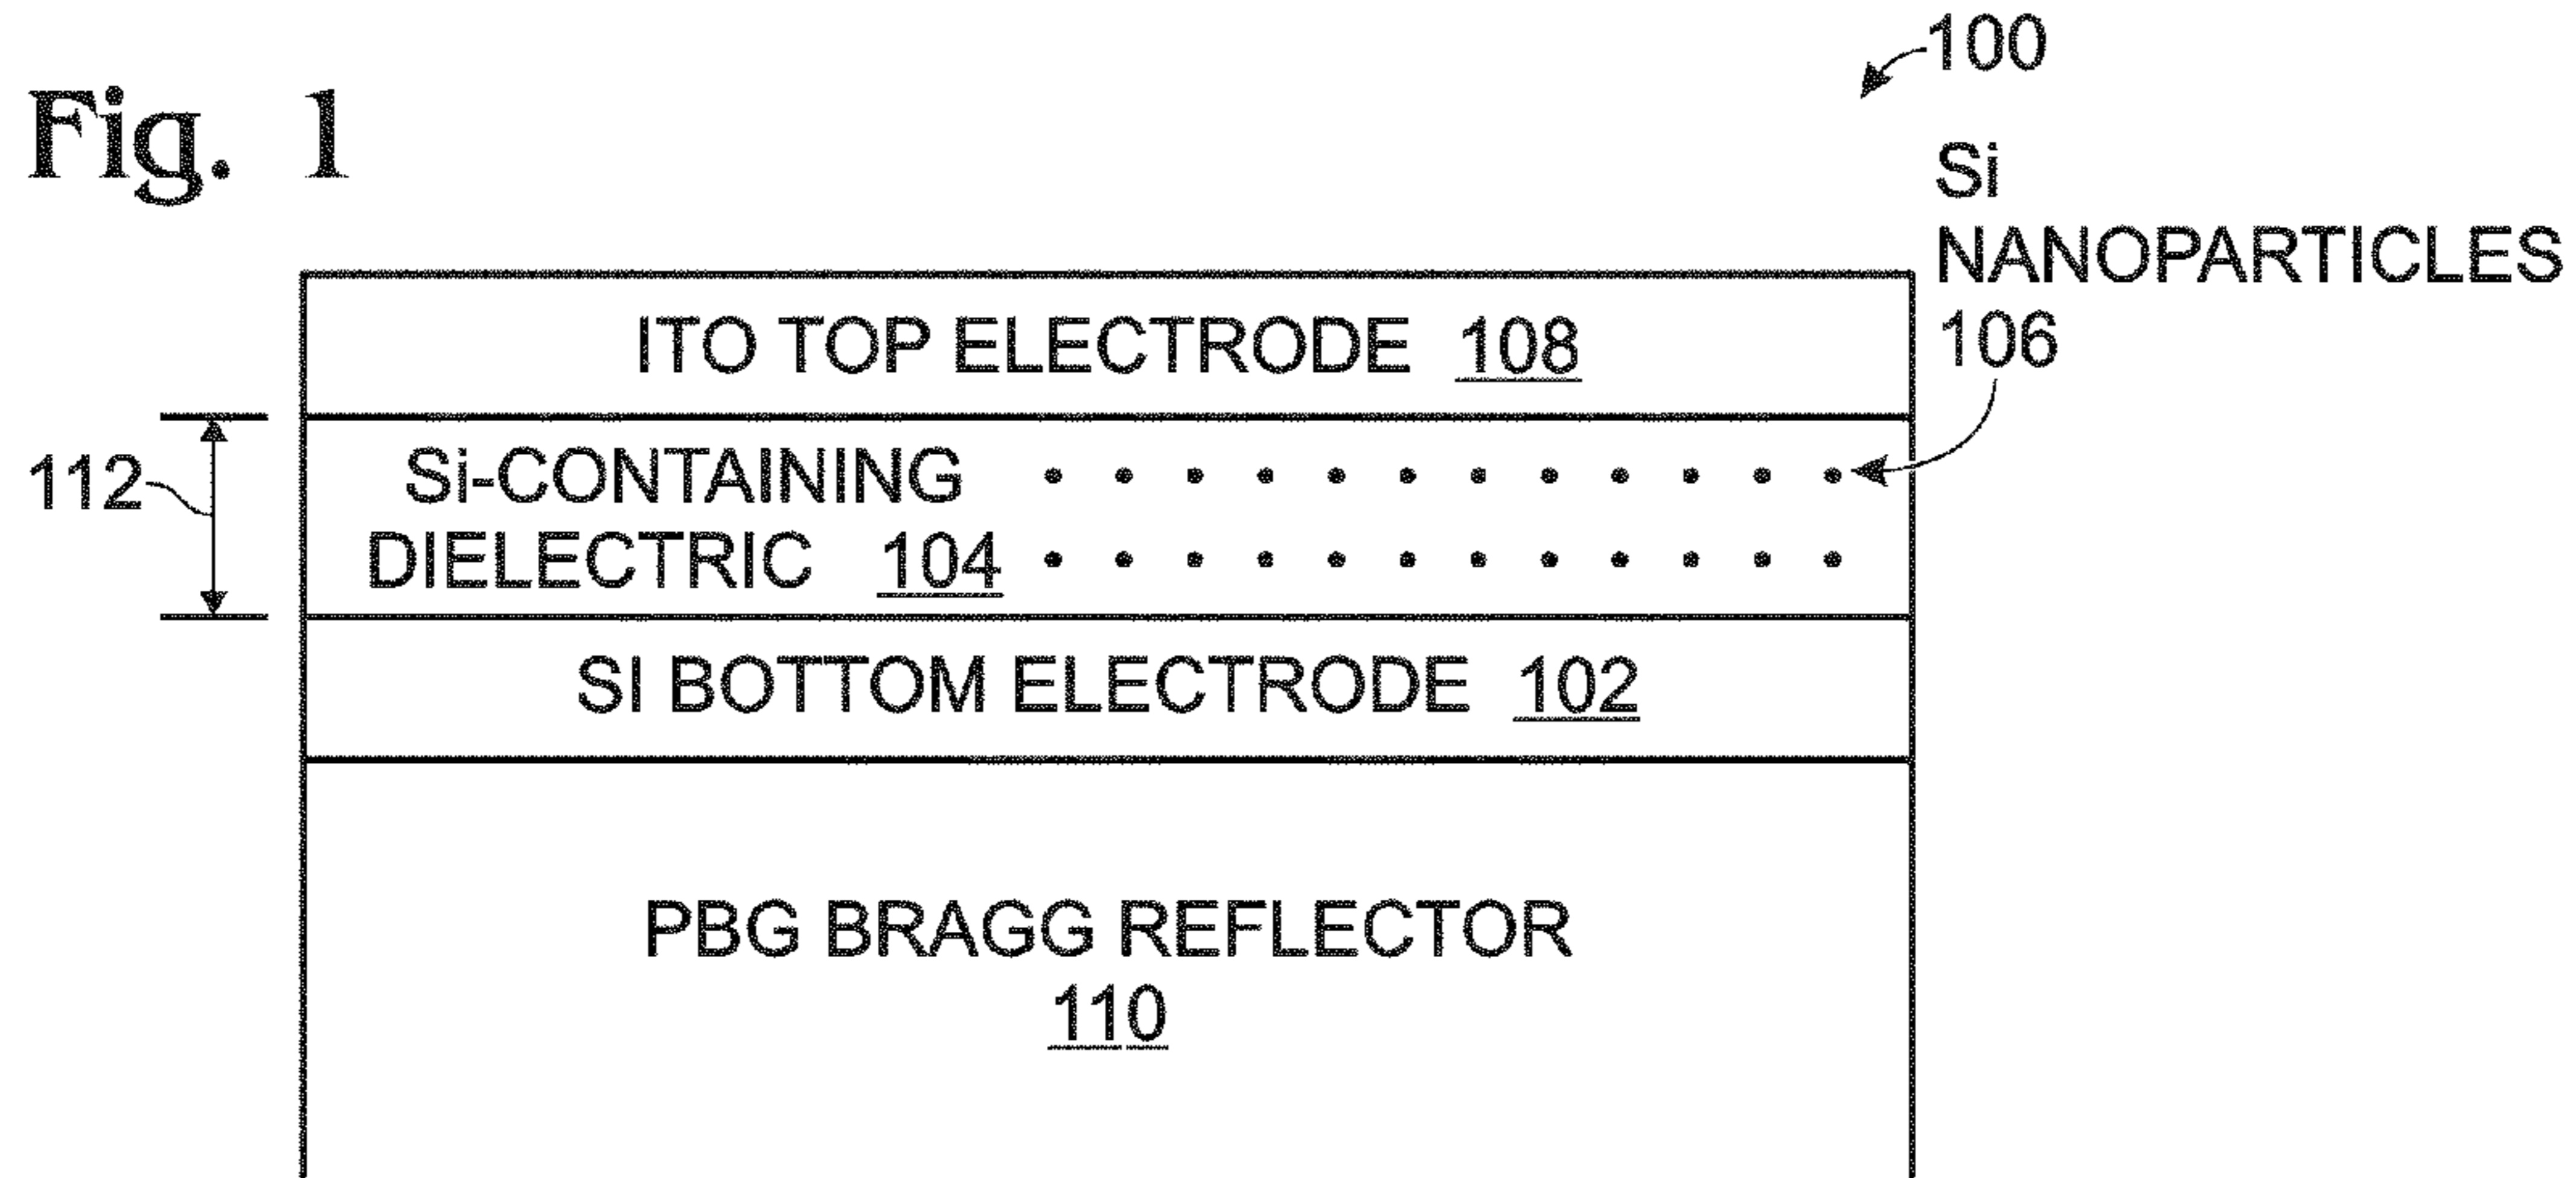 Fig. 1
100
Si
NANOPARTICLES
106
ITO TOP ELECTRODE 108
112
Si-CONTAINING
DIELECTRIC 104
SI BOTTOM ELECTRODE 102
PBG BRAGG REFLECTOR
110